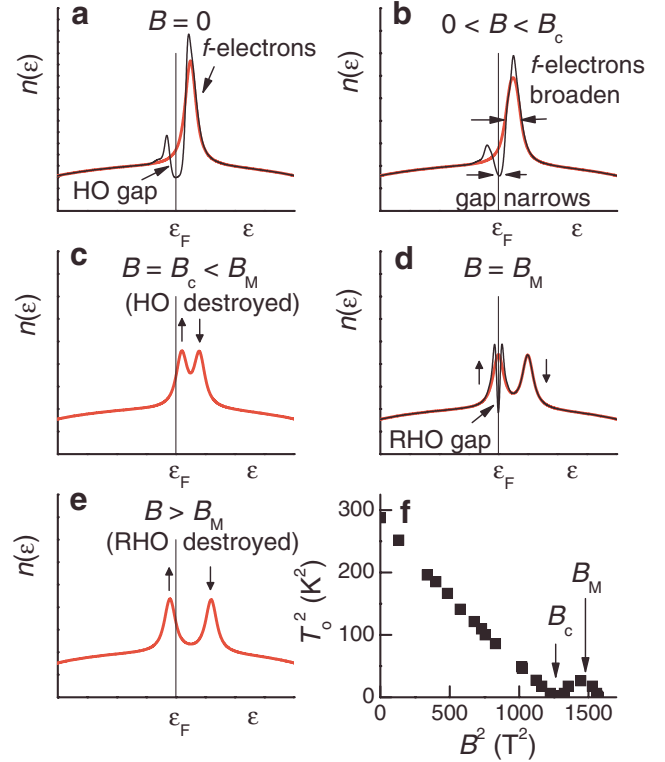 a
B = 0
f-electrons
HO gap
n(ε)
ε_F
ε
b
0 < B < B_c
f-electrons
broaden
gap narrows
n(ε)
ε_F
ε
c
B = B_c < B_M
(HO destroyed)
n(ε)
ε_F
ε
d
B = B_M
RHO gap
n(ε)
ε_F
ε
e
B > B_M
(RHO destroyed)
n(ε)
ε_F
ε
f
300
200
100
0
T_o^2 (K^2)
B_M
B_c
0
500
1000
1500
B^2 (T^2)